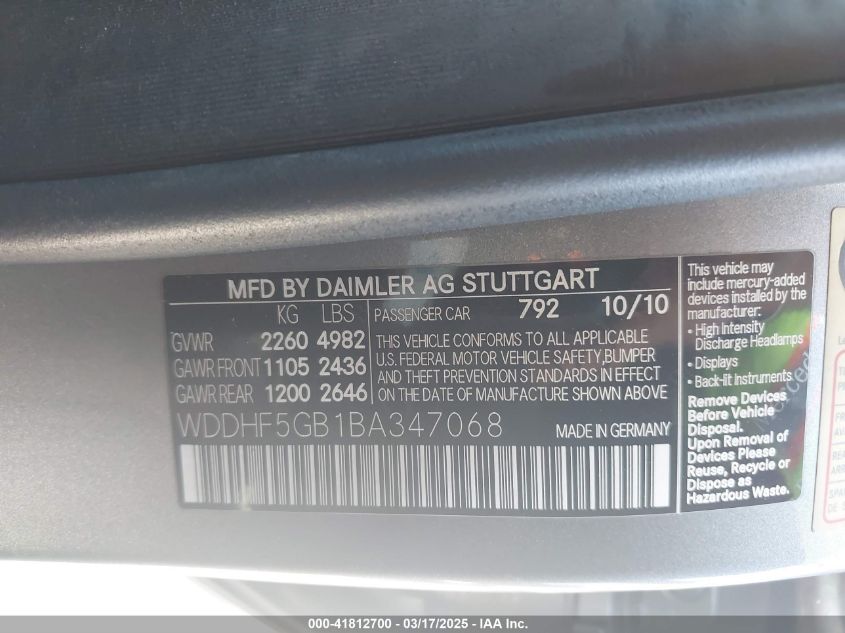 MFD BY DAIMLER AG STUTTGART
KG LBS
GVWR 2260 4982
GAWR FRONT 1105 2436
GAWR REAR 1200 2646
PASSENGER CAR 792 10/10
THIS VEHICLE CONFORMS TO ALL APPLICABLE
U.S. FEDERAL MOTOR VEHICLE SAFETY,BUMPER
AND THEFT PREVENTION STANDARDS IN EFFECT
ON THE DATE OF MANUFACTURE SHOWN ABOVE.
WDDHF5GB1BA347068 MADE IN GERMANY
This vehicle may
include mercury-added
devices installed by the
manufacturer:
• High Intensity
Discharge Headlamps
• Displays
• Back-lit Instruments
Remove Devices
Before Vehicle
Disposal.
Upon Removal of
Devices Please
Reuse, Recycle or
Dispose as
Hazardous Waste.
000-41812700 - 03/17/2025 - IAA Inc.